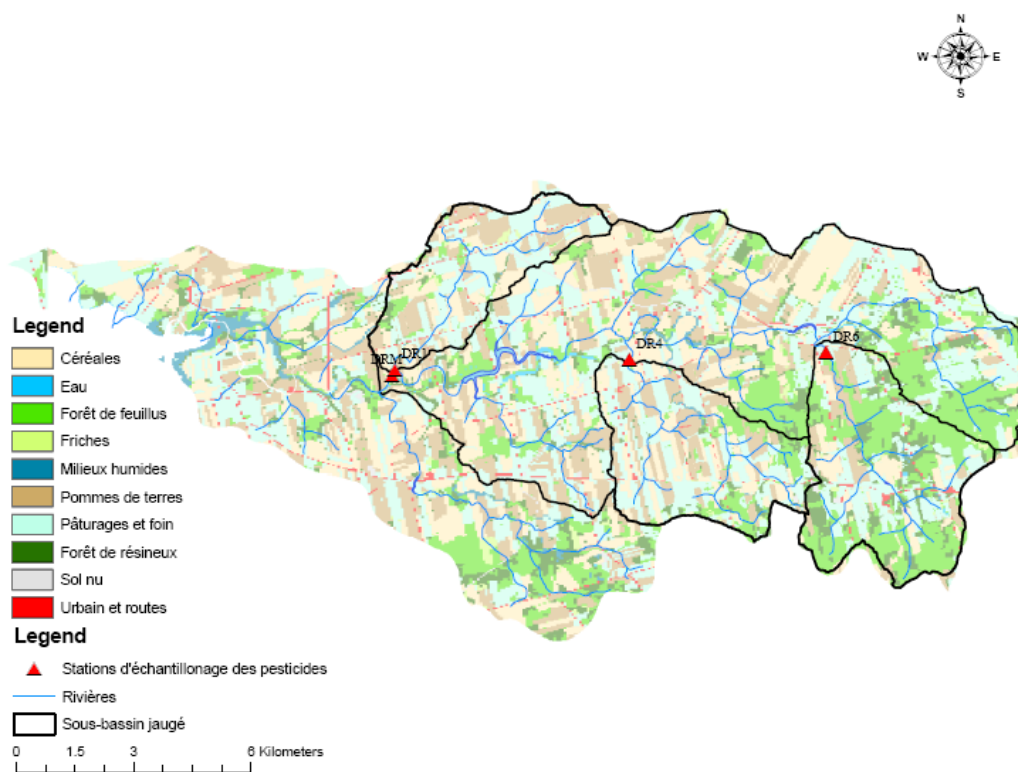 N
W E
S
DR1
DRM
DR4
DR6
Legend
Céréales
Eau
Forêt de feuillus
Friches
Milieux humides
Pommes de terres
Pâturages et foin
Forêt de résineux
Sol nu
Urbain et routes
Legend
Stations d'échantillonage des pesticides
Rivières
Sous-bassin jaugé
0 1.5 3 6 Kilometers